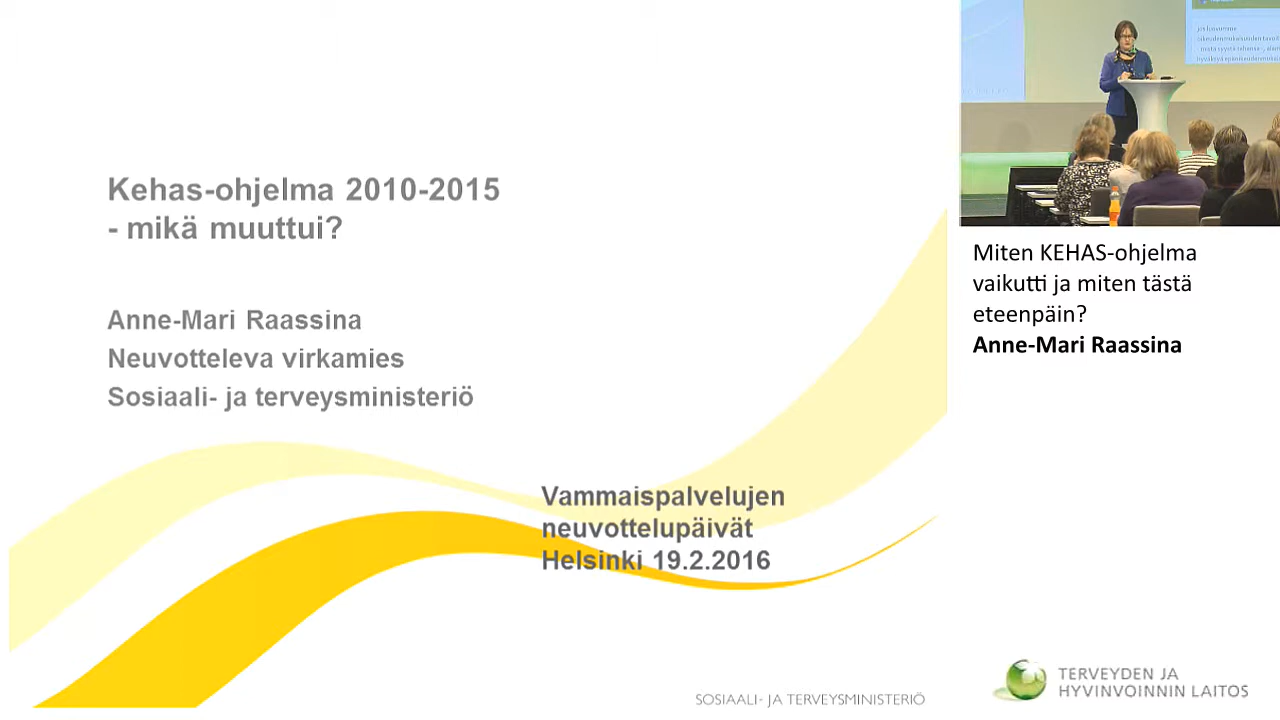 Kehas-ohjelma 2010-2015
- mikä muuttui?
Anne-Mari Raassina
Neuvotteleva virkamies
Sosiaali- ja terveysministeriö
Vammaispalvelujen
neuvottelupäivät
Helsinki 19.2.2016
SOSIAALI- JA TERVEYSMINISTERIÖ
Miten KEHAS-ohjelma
vaikutti ja miten tästä
eteenpäin?
Anne-Mari Raassina
TERVEYDEN JA
HYVINVOINNIN LAITOS